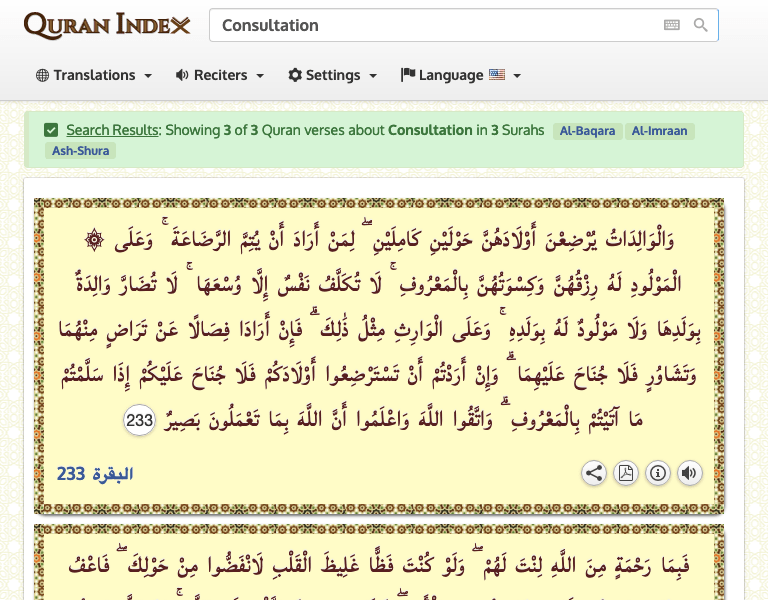 QURAN INDEX
Consultation
Translations
Reciters
Settings
Language
Search Results: Showing 3 of 3 Quran verses about Consultation in 3 Surahs Al-Baqara Al-Imraan
Ash-Shura
۞ وَالْوَالِدَاتُ يُرْضِعْنَ أَوْلَادَهُنَّ حَوْلَيْنِ كَامِلَيْنِ ۖ لِمَنْ أَرَادَ أَنْ يُتِمَّ الرَّضَاعَةَ ۚ وَعَلَى
الْمَوْلُودِ لَهُ رِزْقُهُنَّ وَكِسْوَتُهُنَّ بِالْمَعْرُوفِ ۚ لَا تُكَلَّفُ نَفْسٌ إِلَّا وُسْعَهَا ۚ لَا تُضَارَّ وَالِدَةٌ
بِوَلَدِهَا وَلَا مَوْلُودٌ لَهُ بِوَلَدِهِ ۚ وَعَلَى الْوَارِثِ مِثْلُ ذَٰلِكَ ۗ فَإِنْ أَرَادَا فِصَالًا عَنْ تَرَاضٍ مِنْهُمَا
وَتَشَاوُرٍ فَلَا جُنَاحَ عَلَيْهِمَا ۗ وَإِنْ أَرَدْتُمْ أَنْ تَسْتَرْضِعُوا أَوْلَادَكُمْ فَلَا جُنَاحَ عَلَيْكُمْ إِذَا سَلَّمْتُمْ
مَا آتَيْتُمْ بِالْمَعْرُوفِ ۗ وَاتَّقُوا اللَّهَ وَاعْلَمُوا أَنَّ اللَّهَ بِمَا تَعْمَلُونَ بَصِيرٌ 233
البقرة 233
فَبِمَا رَحْمَةٍ مِنَ اللَّهِ لِنْتَ لَهُمْ ۖ وَلَوْ كُنْتَ فَظًّا غَلِيظَ الْقَلْبِ لَانْفَضُّوا مِنْ حَوْلِكَ ۖ فَاعْفُ